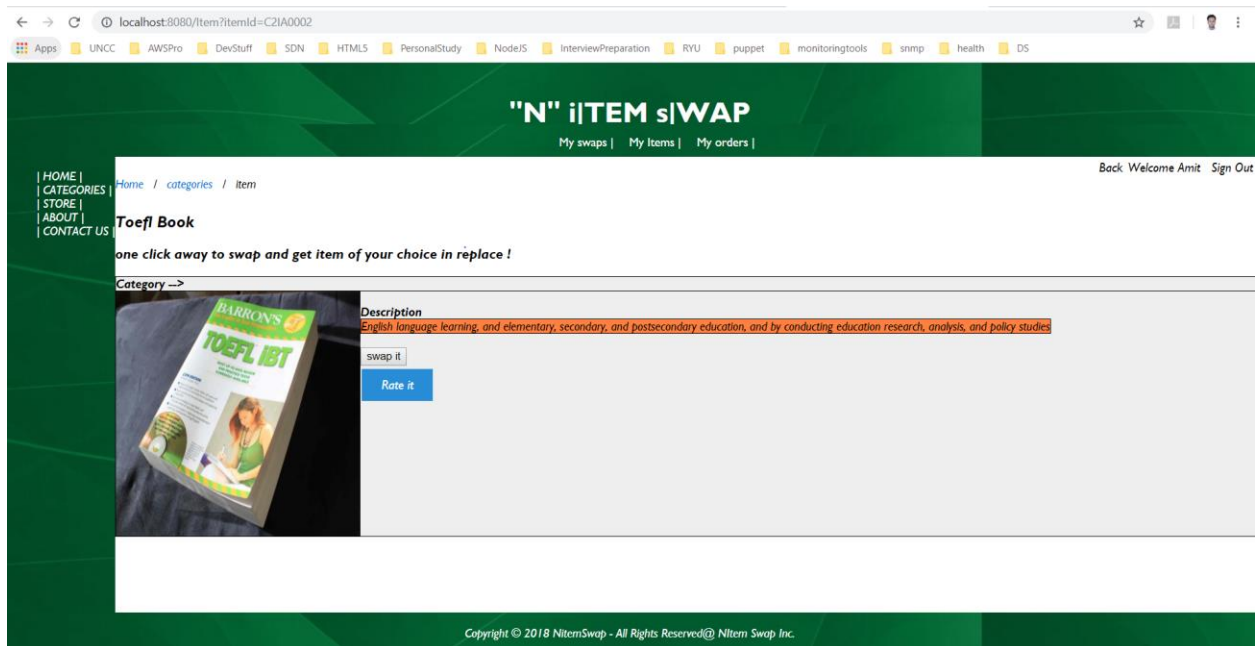 localhost:8080/Item?itemId=C2IA0002
Apps UNCC AWSPro DevStuff SDN HTML5 PersonalStudy NodeJS InterviewPreparation RYU puppet monitoringtools snmp health DS
"N" i|TEM s|WAP
My swaps | My Items | My orders |
Back Welcome Amit Sign Out
| HOME |
| CATEGORIES |
| STORE |
| ABOUT |
| CONTACT US |
Home / categories / item
Toefl Book
one click away to swap and get item of your choice in replace !
Category -->
BARRON'S
TOEFL iBT
Description
English language learning, and elementary, secondary, and postsecondary education, and by conducting education research, analysis, and policy studies
swap it
Rate it
Copyright © 2018 NitemSwap - All Rights Reserved@ NItem Swap Inc.